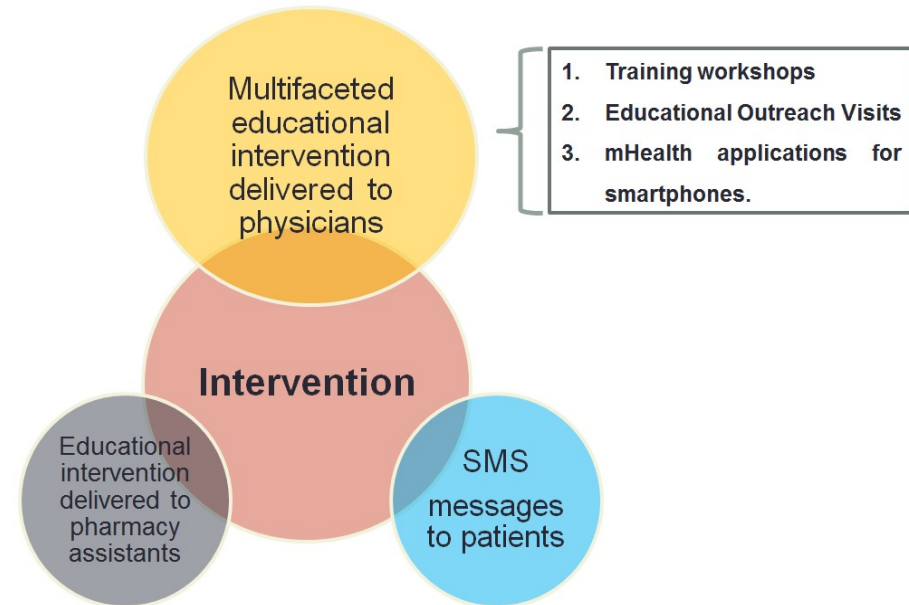 Multifaceted
educational
intervention
delivered to
physicians
1. Training workshops
2. Educational Outreach Visits
3. mHealth applications for
smartphones.
Intervention
Educational
intervention
delivered to
pharmacy
assistants
SMS
messages
to patients